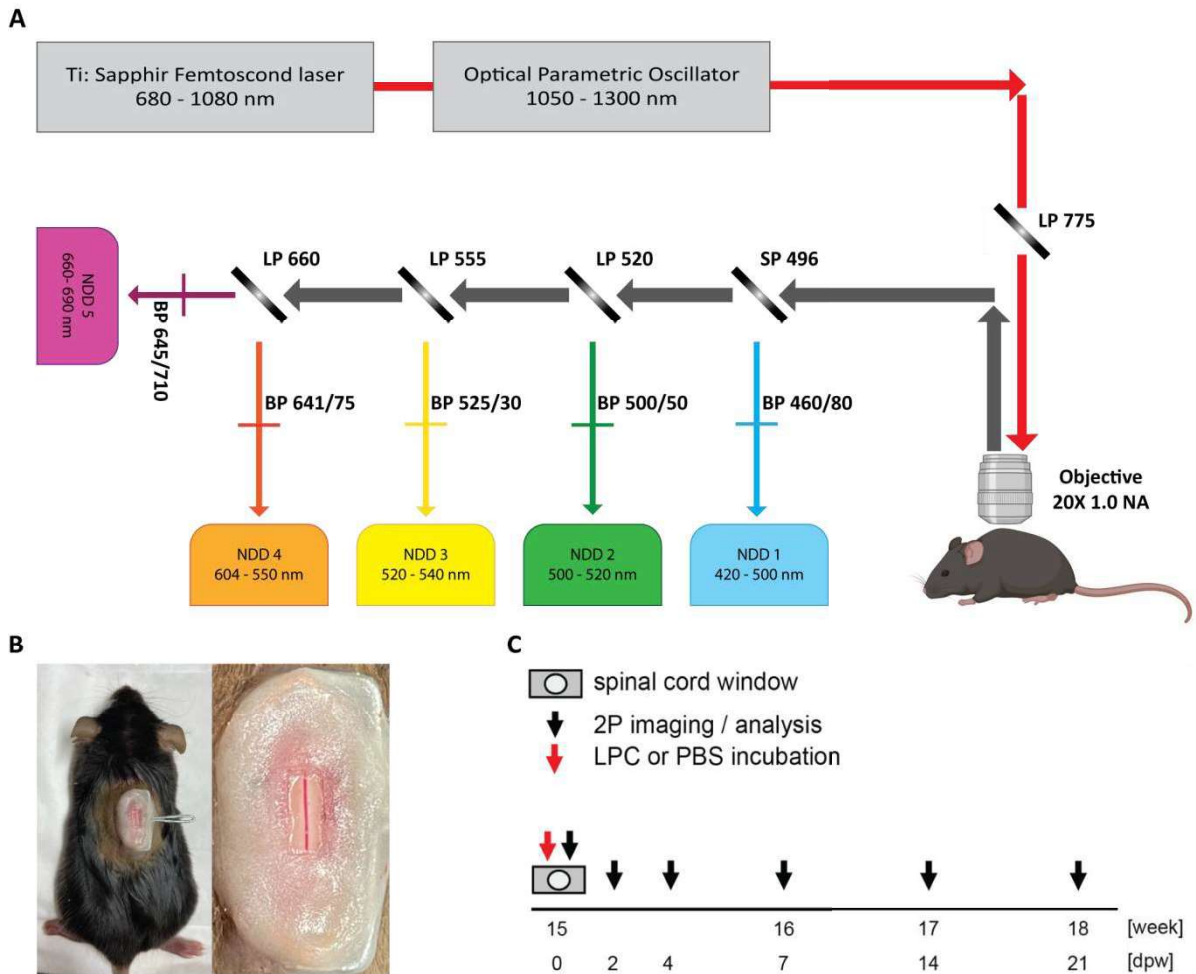 A
Ti: Sapphir Femtoscond laser
680 - 1080 nm
Optical Parametric Oscillator
1050 - 1300 nm
LP 775
LP 660
LP 555
LP 520
SP 496
NDD 5
660- 690 nm
BP 645/710
BP 641/75
BP 525/30
BP 500/50
BP 460/80
Objective
20X 1.0 NA
NDD 4
604 - 550 nm
NDD 3
520 - 540 nm
NDD 2
500 - 520 nm
NDD 1
420 - 500 nm
B
C
spinal cord window
2P imaging / analysis
LPC or PBS incubation
15 16 17 18 [week]
0 2 4 7 14 21 [dpw]